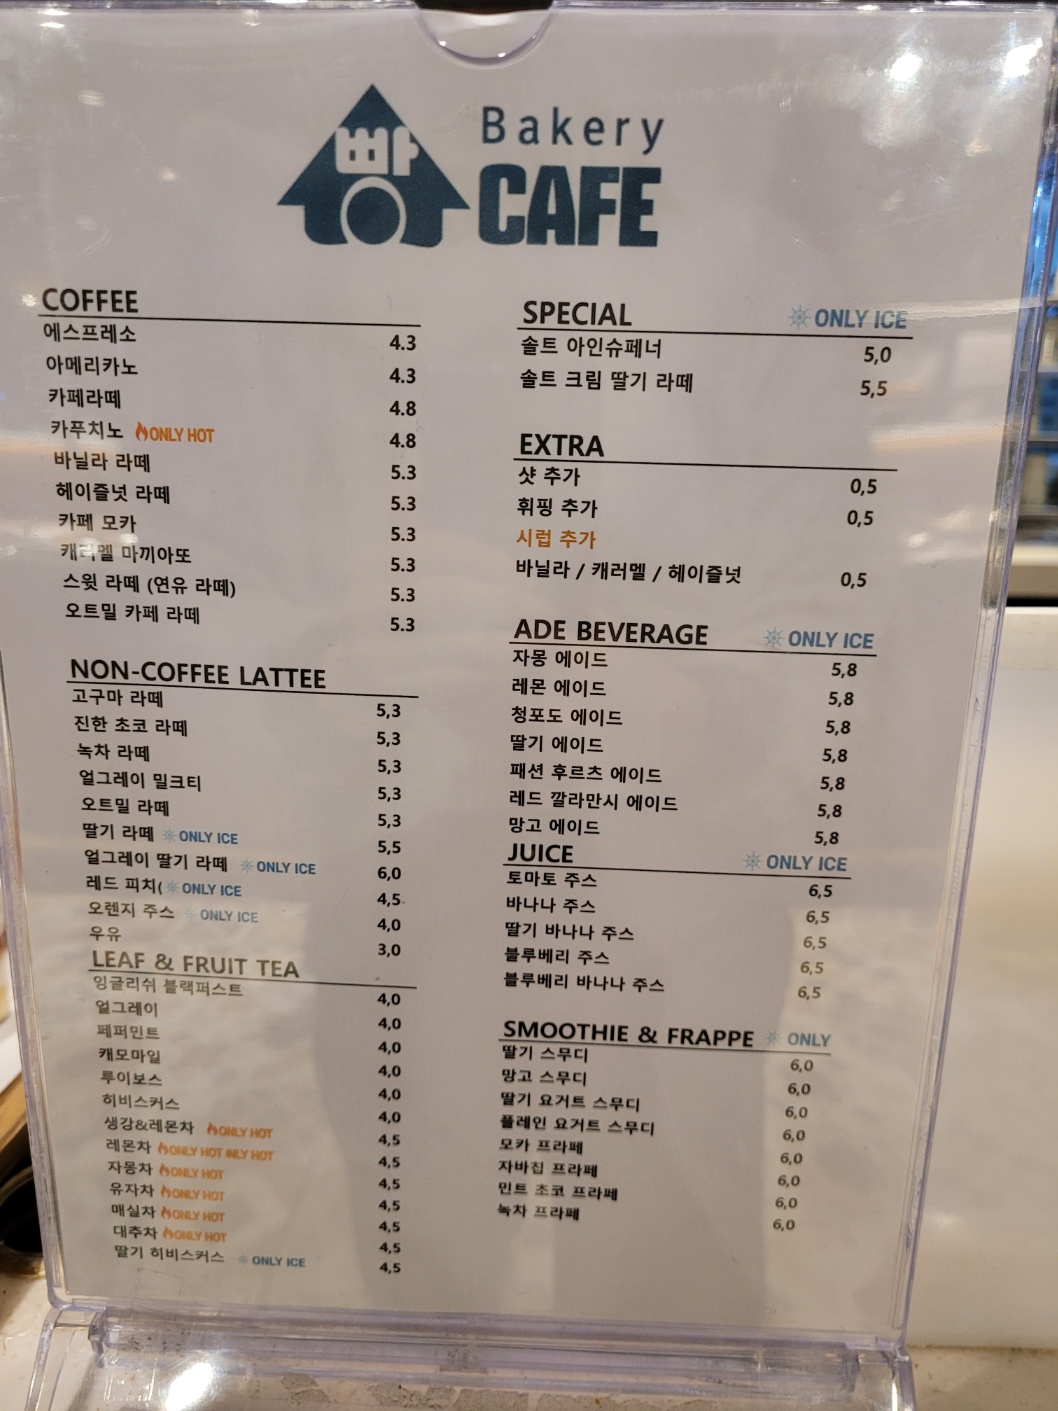 빵
Bakery
CAFE
COFFEE
에스프레소 4.3
아메리카노 4.3
카페라떼 4.8
카푸치노 ONLY HOT 4.8
바닐라 라떼 5.3
헤이즐넛 라떼 5.3
카페 모카 5.3
캐러멜 마끼아또 5.3
스윗 라떼 (연유 라떼) 5.3
오트밀 카페 라떼 5.3
NON-COFFEE LATTEE
고구마 라떼 5,3
진한 초코 라떼 5,3
녹차 라떼 5,3
얼그레이 밀크티 5,3
오트밀 라떼 5,3
딸기 라떼 ONLY ICE 5,5
얼그레이 딸기 라떼 ONLY ICE 6,0
레드 피치( ONLY ICE 4,5
오렌지 주스 ONLY ICE 4,0
우유 3,0
LEAF & FRUIT TEA
잉글리쉬 블랙퍼스트 4,0
얼그레이 4,0
페퍼민트 4,0
캐모마일 4,0
루이보스 4,0
히비스커스 4,0
생강&레몬차 ONLY HOT 4,5
레몬차 ONLY HOT NLY HOT 4,5
자몽차 ONLY HOT 4,5
유자차 ONLY HOT 4,5
매실차 ONLY HOT 4,5
대추차 ONLY HOT 4,5
딸기 히비스커스 ONLY ICE 4,5
SPECIAL ONLY ICE
솔트 아인슈페너 5,0
솔트 크림 딸기 라떼 5,5
EXTRA
샷 추가 0,5
휘핑 추가 0,5
시럽 추가
바닐라 / 캐러멜 / 헤이즐넛 0,5
ADE BEVERAGE ONLY ICE
자몽 에이드 5,8
레몬 에이드 5,8
청포도 에이드 5,8
딸기 에이드 5,8
패션 후르츠 에이드 5,8
레드 깔라만시 에이드 5,8
망고 에이드 5,8
JUICE ONLY ICE
토마토 주스 6,5
바나나 주스 6,5
딸기 바나나 주스 6,5
블루베리 주스 6,5
블루베리 바나나 주스 6,5
SMOOTHIE & FRAPPE ONLY
딸기 스무디 6,0
망고 스무디 6,0
딸기 요거트 스무디 6,0
플레인 요거트 스무디 6,0
모카 프라페 6,0
자바칩 프라페 6,0
민트 초코 프라페 6,0
녹차 프라페 6,0